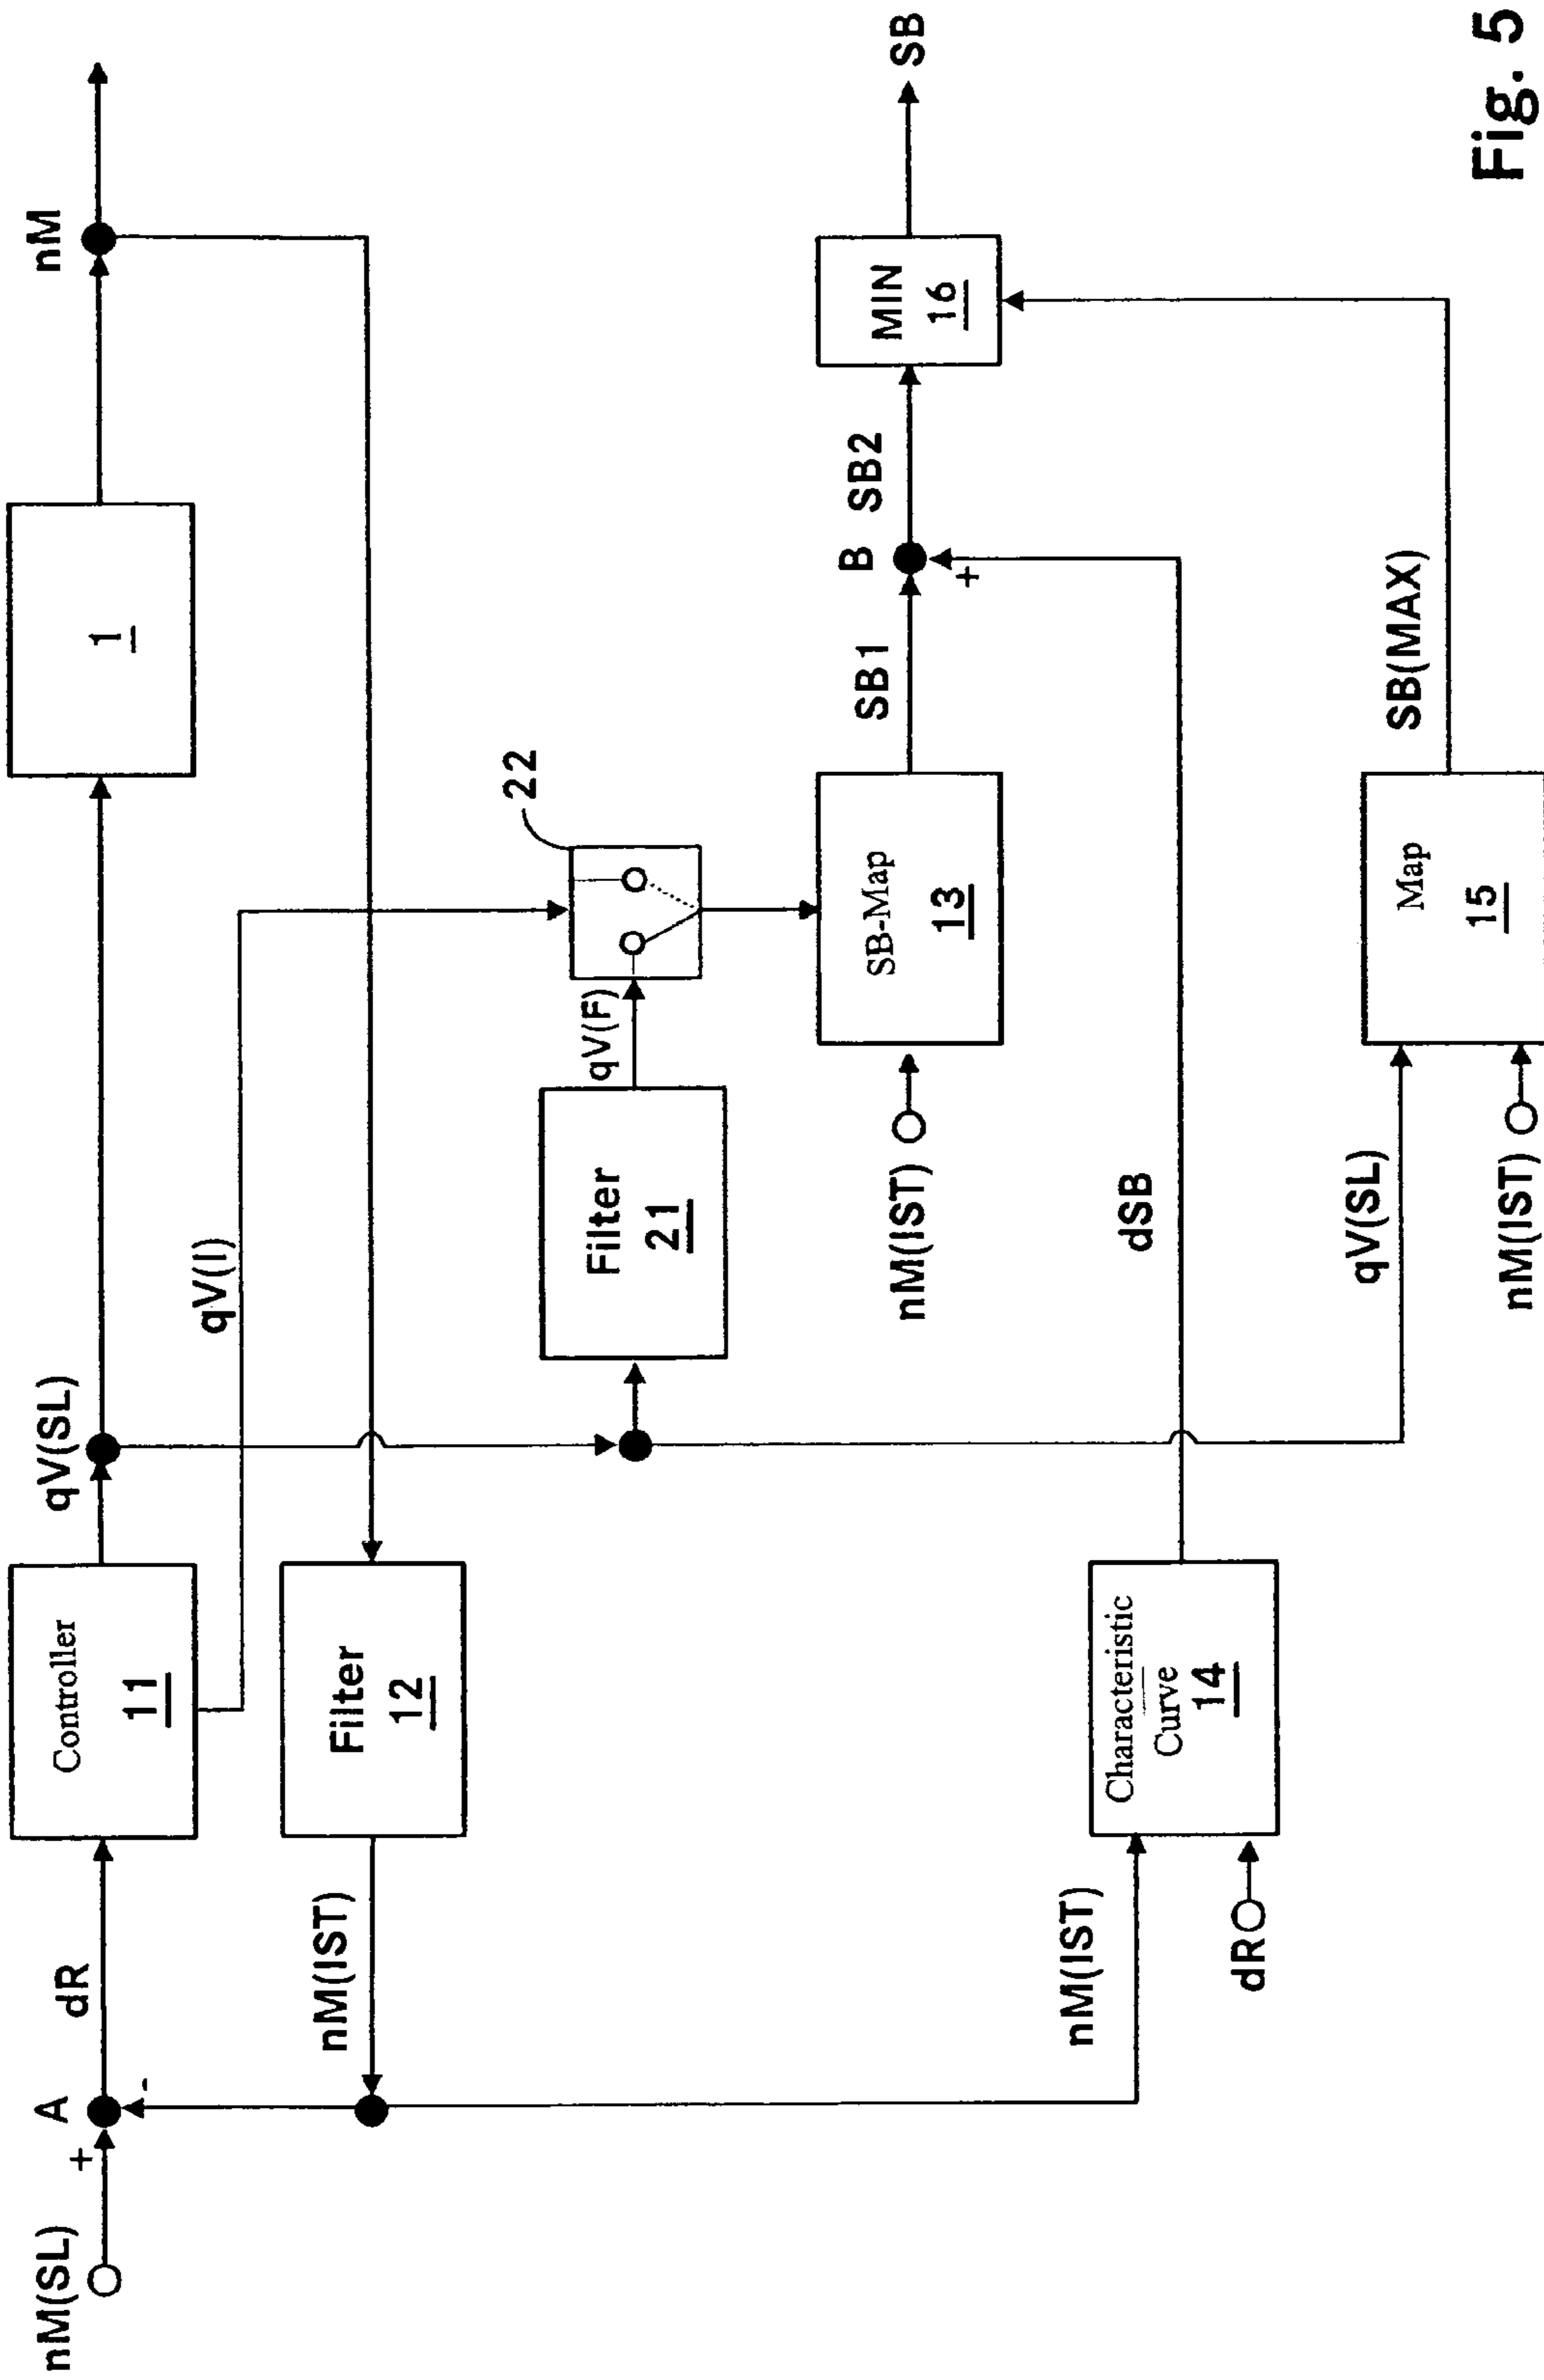 nM(SL)
+
A
-
dR
Controller
11
qV(SL)
1
nM
qV(I)
nM(IST)
Filter
12
Filter
21
qV(F)
22
nM(IST)
SB-Map
13
SB1
B
+
SB2
MIN
16
SB
nM(IST)
dR
Characteristic
Curve
14
dSB
qV(SL)
nM(IST)
Map
15
SB(MAX)
Fig. 5